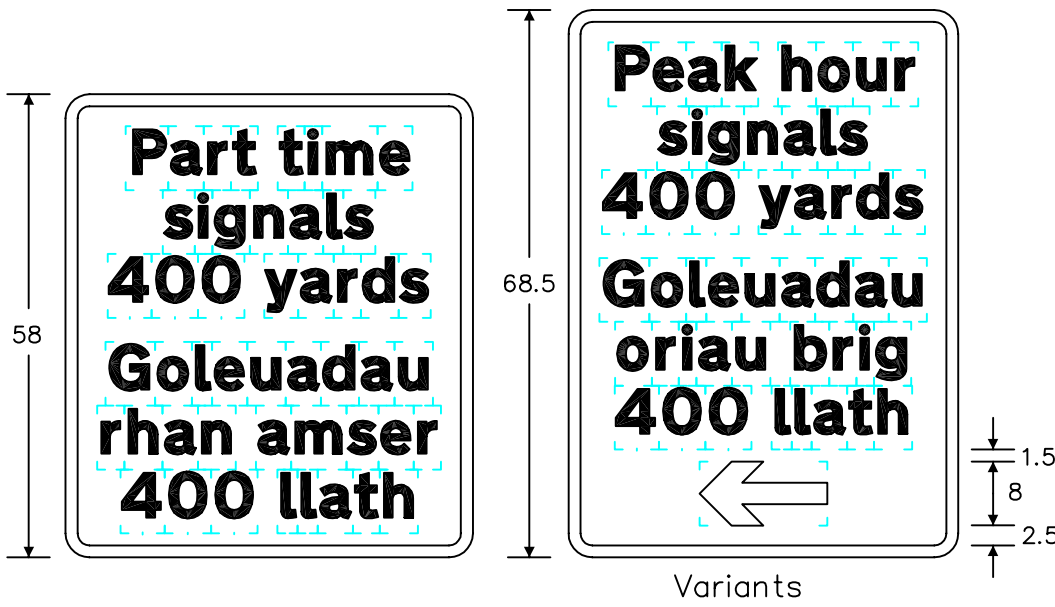 Part time
signals
400 yards
Goleuadau
rhan amser
400 llath
58
Peak hour
signals
400 yards
Goleuadau
oriau brig
400 llath
68.5
1.5
8
2.5
Variants